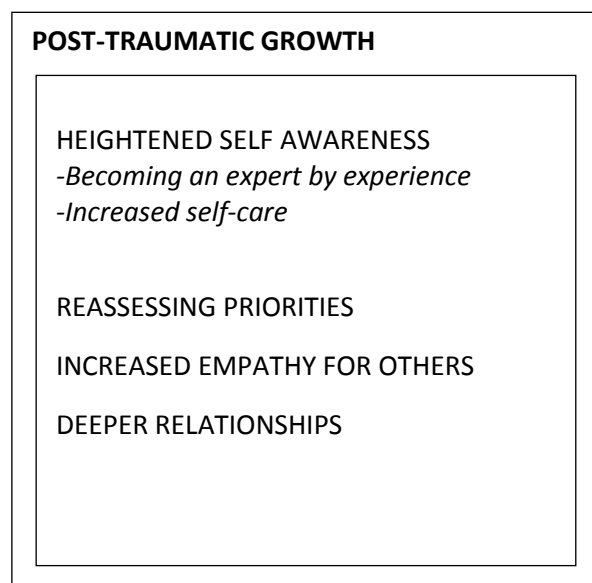 POST-TRAUMATIC GROWTH
HEIGHTENED SELF AWARENESS
-Becoming an expert by experience
-Increased self-care
REASSESSING PRIORITIES
INCREASED EMPATHY FOR OTHERS
DEEPER RELATIONSHIPS